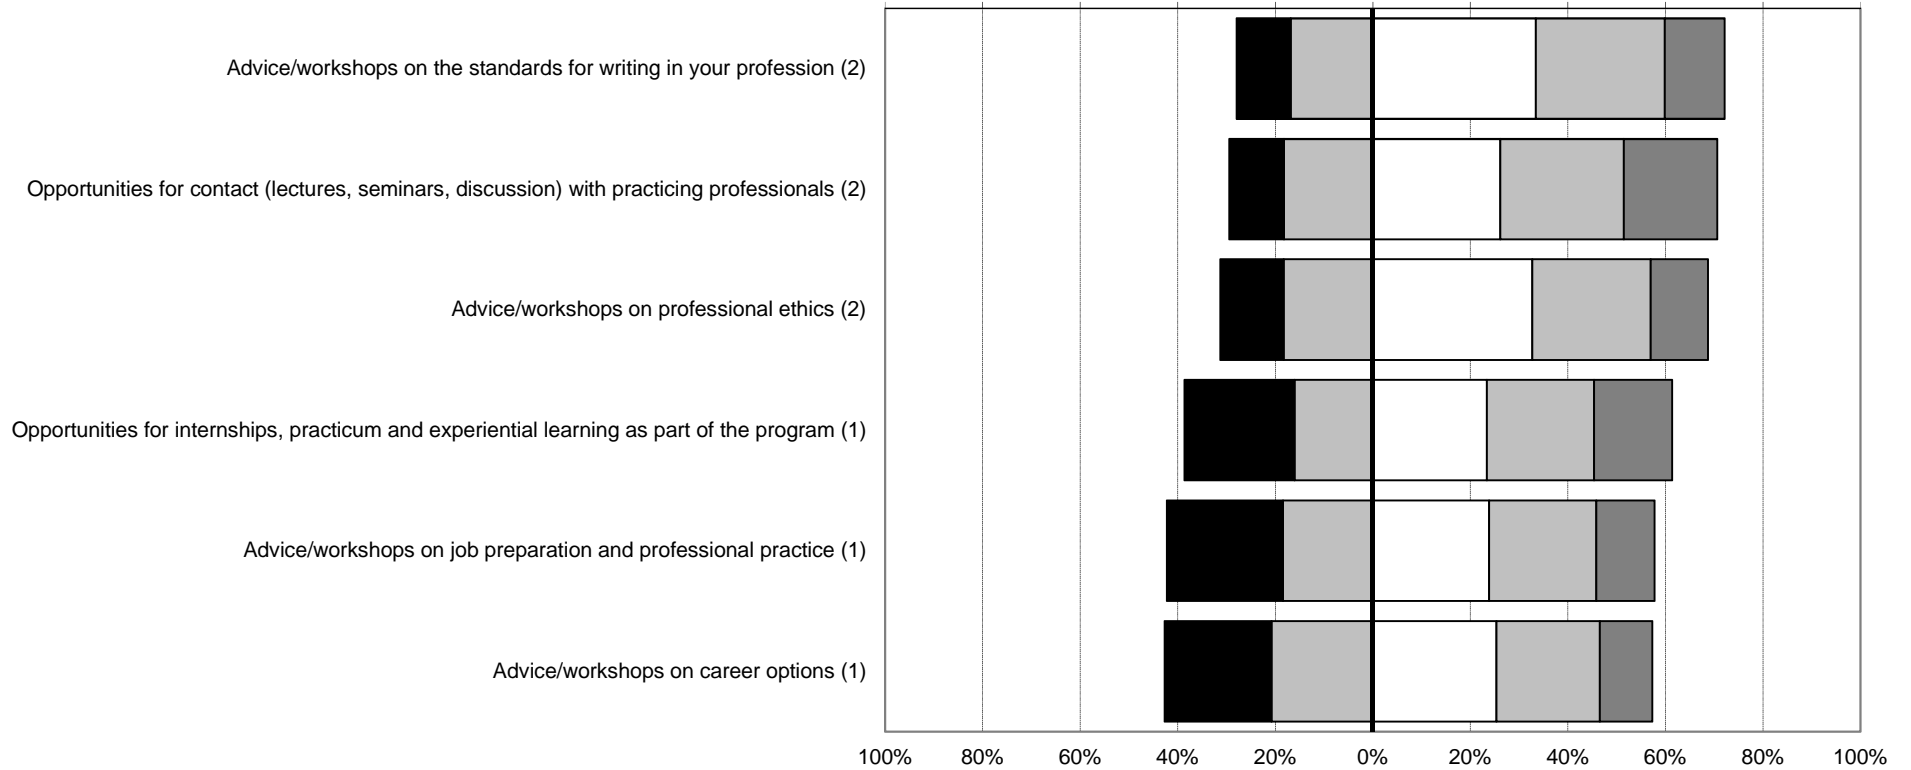 Advice/workshops on the standards for writing in your profession (2)
Opportunities for contact (lectures, seminars, discussion) with practicing professionals (2)
Advice/workshops on professional ethics (2)
Opportunities for internships, practicum and experiential learning as part of the program (1)
Advice/workshops on job preparation and professional practice (1)
Advice/workshops on career options (1)
100% 80% 60% 40% 20% 0% 20% 40% 60% 80% 100%